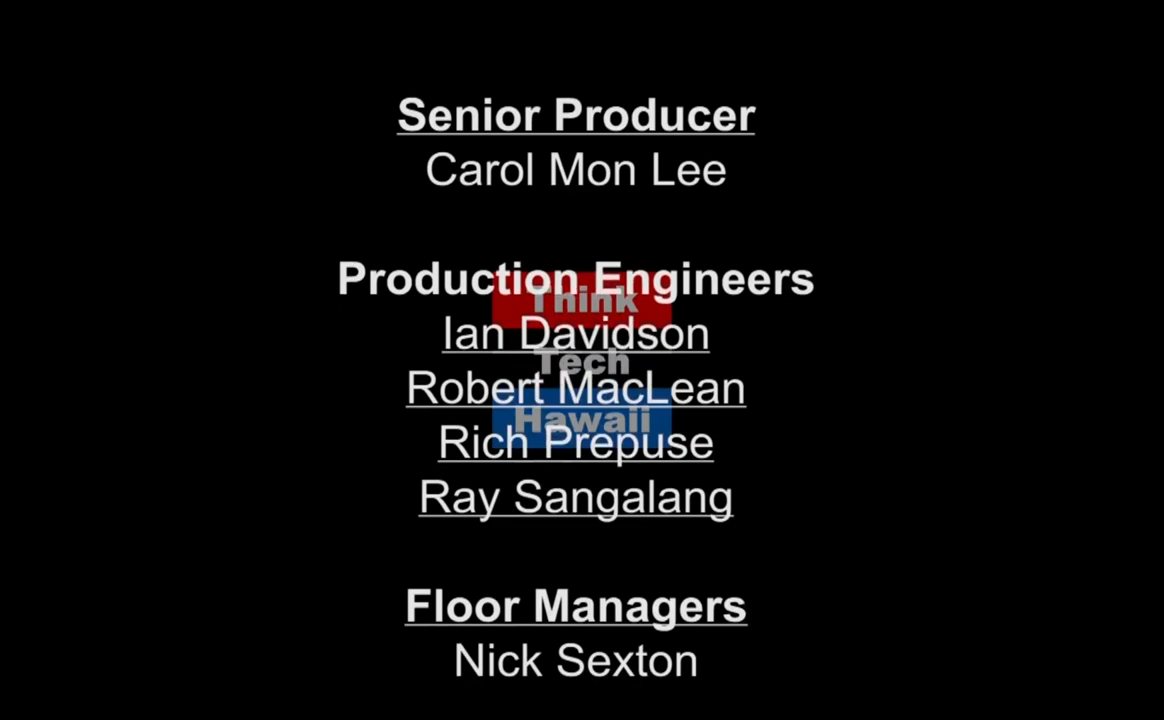 Senior Producer
Carol Mon Lee
Production Engineers
Think
Ian Davidson
Tech
Robert MacLean
Hawaii
Rich Prepuse
Ray Sangalang
Floor Managers
Nick Sexton